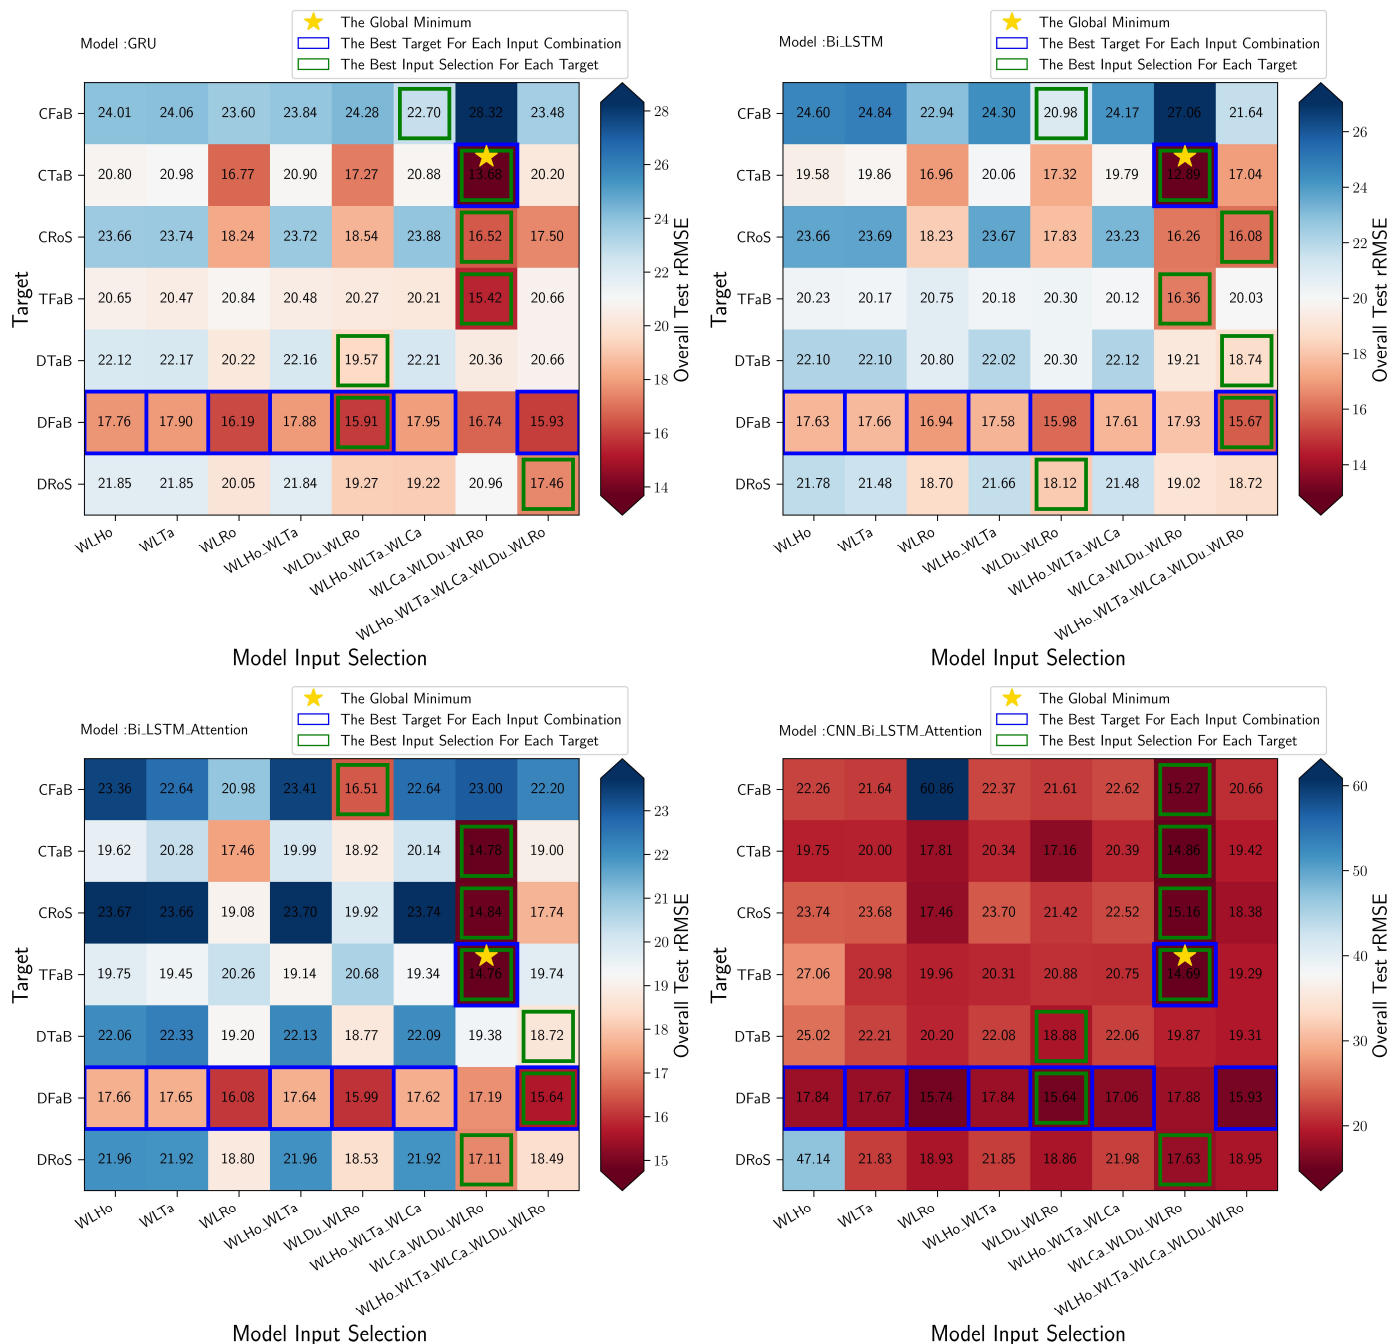 Model :GRU
The Global Minimum
The Best Target For Each Input Combination
The Best Input Selection For Each Target
CFaB 24.01 24.06 23.60 23.84 24.28 22.70 28.32 23.48
CTaB 20.80 20.98 16.77 20.90 17.27 20.88 13.68 20.20
CRoS 23.66 23.74 18.24 23.72 18.54 23.88 16.52 17.50
TFaB 20.65 20.47 20.84 20.48 20.27 20.21 15.42 20.66
DTaB 22.12 22.17 20.22 22.16 19.57 22.21 20.36 20.66
DFaB 17.76 17.90 16.19 17.88 15.91 17.95 16.74 15.93
DRoS 21.85 21.85 20.05 21.84 19.27 19.22 20.96 17.46
Target
WLHo
WLTa
WLRo
WLHo_WLTa
WLDu_WLRo
WLHo_WLTa_WLCa
WLCa_WLDu_WLRo
WLHo_WLTa_WLCa_WLDu_WLRo
Model Input Selection
28
26
24
22
20
18
16
14
Overall Test rRMSE
Model :Bi_LSTM
The Global Minimum
The Best Target For Each Input Combination
The Best Input Selection For Each Target
CFaB 24.60 24.84 22.94 24.30 20.98 24.17 27.06 21.64
CTaB 19.58 19.86 16.96 20.06 17.32 19.79 12.89 17.04
CRoS 23.66 23.69 18.23 23.67 17.83 23.23 16.26 16.08
TFaB 20.23 20.17 20.75 20.18 20.30 20.12 16.36 20.03
DTaB 22.10 22.10 20.80 22.02 20.30 22.12 19.21 18.74
DFaB 17.63 17.66 16.94 17.58 15.98 17.61 17.93 15.67
DRoS 21.78 21.48 18.70 21.66 18.12 21.48 19.02 18.72
Target
WLHo
WLTa
WLRo
WLHo_WLTa
WLDu_WLRo
WLHo_WLTa_WLCa
WLCa_WLDu_WLRo
WLHo_WLTa_WLCa_WLDu_WLRo
Model Input Selection
26
24
22
20
18
16
14
Overall Test rRMSE
Model :Bi_LSTM_Attention
The Global Minimum
The Best Target For Each Input Combination
The Best Input Selection For Each Target
CFaB 23.36 22.64 20.98 23.41 16.51 22.64 23.00 22.20
CTaB 19.62 20.28 17.46 19.99 18.92 20.14 14.78 19.00
CRoS 23.67 23.66 19.08 23.70 19.92 23.74 14.84 17.74
TFaB 19.75 19.45 20.26 19.14 20.68 19.34 14.76 19.74
DTaB 22.06 22.33 19.20 22.13 18.77 22.09 19.38 18.72
DFaB 17.66 17.65 16.08 17.64 15.99 17.62 17.19 15.64
DRoS 21.96 21.92 18.80 21.96 18.53 21.92 17.11 18.49
Target
WLHo
WLTa
WLRo
WLHo_WLTa
WLDu_WLRo
WLHo_WLTa_WLCa
WLCa_WLDu_WLRo
WLHo_WLTa_WLCa_WLDu_WLRo
Model Input Selection
23
22
21
20
19
18
17
16
15
Overall Test rRMSE
Model :CNN_Bi_LSTM_Attention
The Global Minimum
The Best Target For Each Input Combination
The Best Input Selection For Each Target
CFaB 22.26 21.64 60.86 22.37 21.61 22.62 15.27 20.66
CTaB 19.75 20.00 17.81 20.34 17.16 20.39 14.86 19.42
CRoS 23.74 23.68 17.46 23.70 21.42 22.52 15.16 18.38
TFaB 27.06 20.98 19.96 20.31 20.88 20.75 14.69 19.29
DTaB 25.02 22.21 20.20 22.08 18.88 22.06 19.87 19.31
DFaB 17.84 17.67 15.74 17.84 15.64 17.06 17.88 15.93
DRoS 47.14 21.83 18.93 21.85 18.86 21.98 17.63 18.95
Target
WLHo
WLTa
WLRo
WLHo_WLTa
WLDu_WLRo
WLHo_WLTa_WLCa
WLCa_WLDu_WLRo
WLHo_WLTa_WLCa_WLDu_WLRo
Model Input Selection
60
50
40
30
20
Overall Test rRMSE